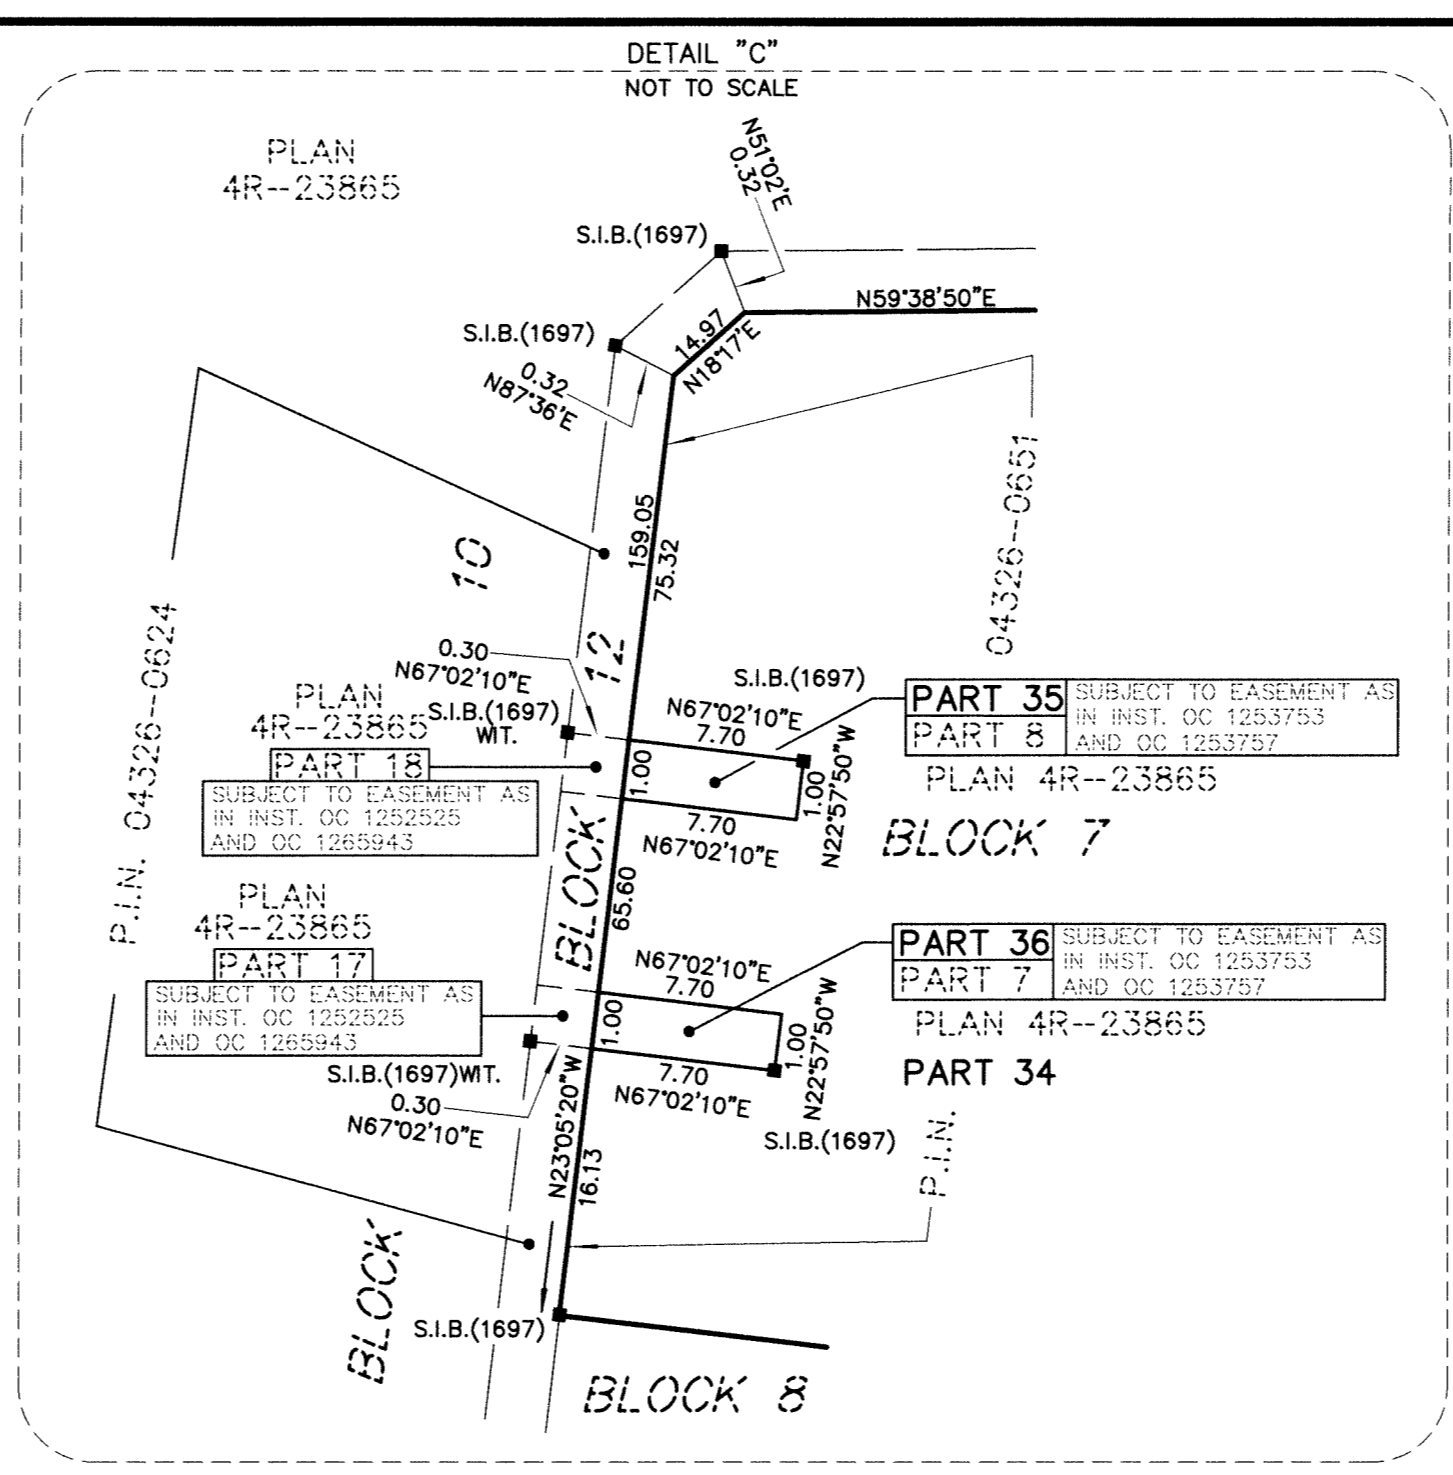 DETAIL "C"
NOT TO SCALE
PLAN
4R--23865
N51°02'E
0.32
S.I.B.(1697)
N59°38'50"E
S.I.B.(1697)
14.97
N18°17'E
0.32
N87°36'E
159.05
75.32
04326--0651
10
12
P.I.N. 04326--0624
0.30
N67°02'10"E
S.I.B.(1697)
PLAN
4R--23865
S.I.B.(1697)
WIT.
N67°02'10"E
7.70
PART 35
PART 8
SUBJECT TO EASEMENT AS
IN INST. OC 1253753
AND OC 1253757
PLAN 4R--23865
PART 18
SUBJECT TO EASEMENT AS
IN INST. OC 1252525
AND OC 1265943
1.00
1.00
N22°57'50"W
7.70
N67°02'10"E
BLOCK 7
BLOCK
65.60
PLAN
4R--23865
PART 17
SUBJECT TO EASEMENT AS
IN INST. OC 1252525
AND OC 1265943
N67°02'10"E
7.70
PART 36
PART 7
SUBJECT TO EASEMENT AS
IN INST. OC 1253753
AND OC 1253757
PLAN 4R--23865
1.00
1.00
N22°57'50"W
7.70
N67°02'10"E
PART 34
S.I.B.(1697)WIT.
0.30
N67°02'10"E
S.I.B.(1697)
N23°05'20"W
16.13
P.I.N.
BLOCK
S.I.B.(1697)
BLOCK 8